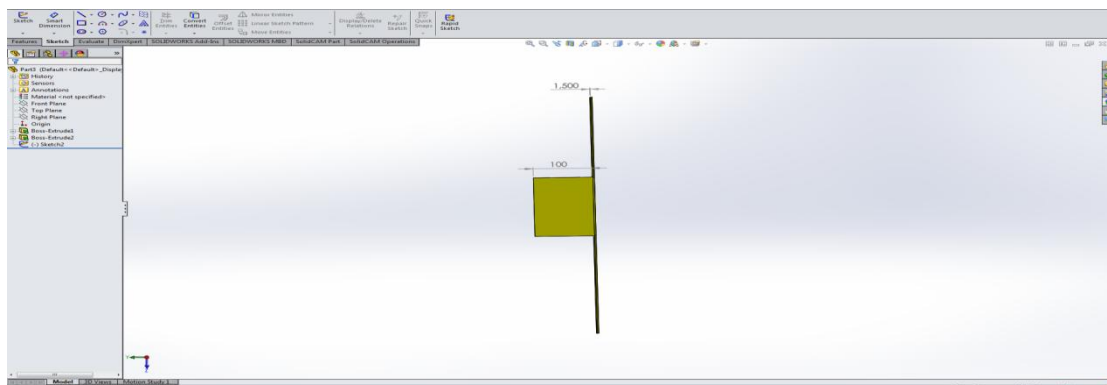 Sketch
Smart Dimension
Trim Entities
Convert Entities
Offset Entities
Mirror Entities
Linear Sketch Pattern
Move Entities
Display/Delete Relations
Repair Sketch
Quick Snaps
Rapid Sketch
Features Sketch Evaluate DimXpert SOLIDWORKS Add-Ins SOLIDWORKS MBD SolidCAM Part SolidCAM Operations
Part3 (Default<<Default>_Displa
History
Sensors
Annotations
Material <not specified>
Front Plane
Top Plane
Right Plane
Origin
Boss-Extrude1
Boss-Extrude2
(-) Sketch2
1,500
100
Y
Model 3D Views Motion Study 1